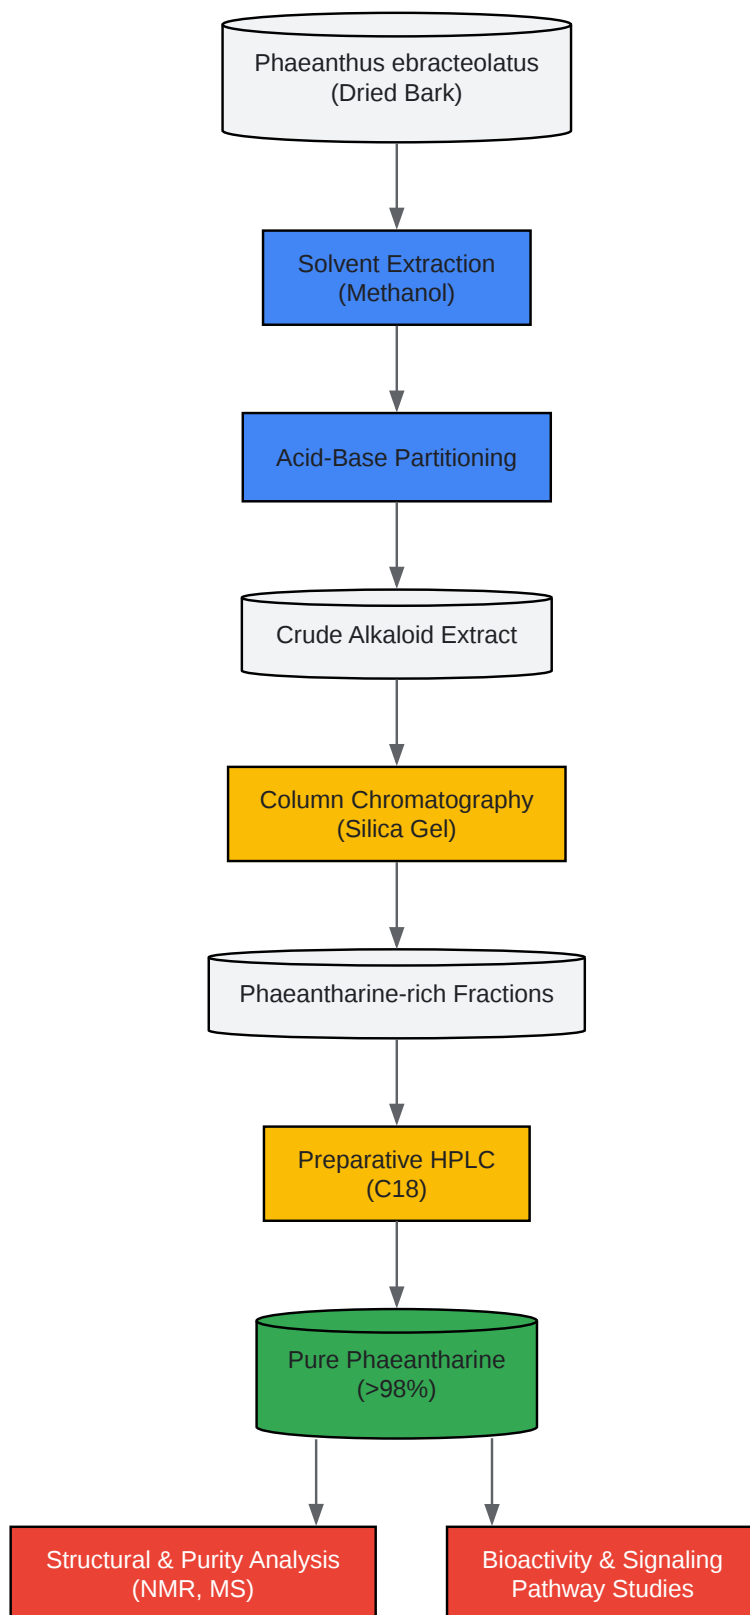 Phaeanthus ebracteolatus
(Dried Bark)
Solvent Extraction
(Methanol)
Acid-Base Partitioning
Crude Alkaloid Extract
Column Chromatography
(Silica Gel)
Phaeantharine-rich Fractions
Preparative HPLC
(C18)
Pure Phaeantharine
(>98%)
Structural & Purity Analysis
(NMR, MS)
Bioactivity & Signaling
Pathway Studies